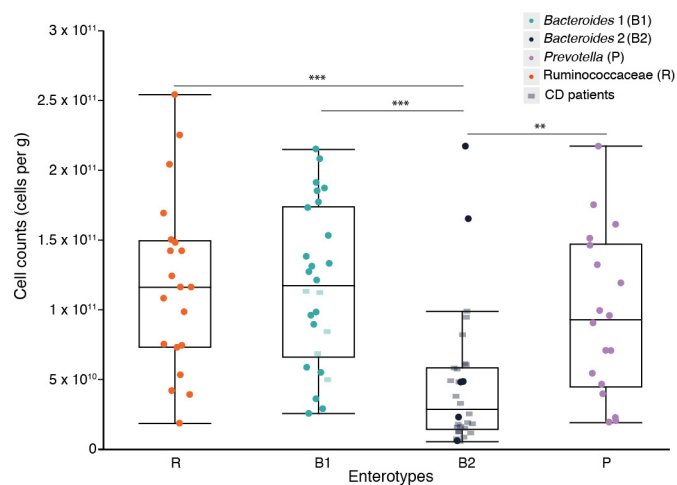 Bacteroides 1 (B1)
Bacteroides 2 (B2)
Prevotella (P)
Ruminococcaceae (R)
CD patients
***
***
**
Cell counts (cells per g)
3 x 10¹¹
2.5 x 10¹¹
2 x 10¹¹
1.5 x 10¹¹
1 x 10¹¹
5 x 10¹⁰
0
R B1 B2 P
Enterotypes